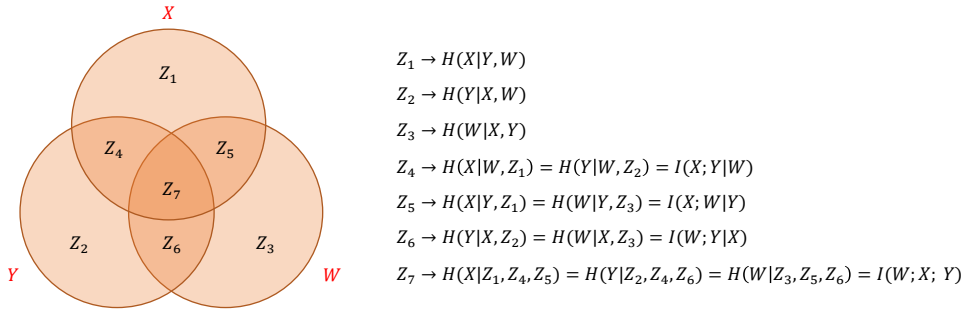 X
Z₁
Z₄
Z₅
Z₇
Z₂
Z₆
Z₃
Y
W
Z₁ → H(X|Y, W)
Z₂ → H(Y|X, W)
Z₃ → H(W|X, Y)
Z₄ → H(X|W, Z₁) = H(Y|W, Z₂) = I(X; Y|W)
Z₅ → H(X|Y, Z₁) = H(W|Y, Z₃) = I(X; W|Y)
Z₆ → H(Y|X, Z₂) = H(W|X, Z₃) = I(W; Y|X)
Z₇ → H(X|Z₁, Z₄, Z₅) = H(Y|Z₂, Z₄, Z₆) = H(W|Z₃, Z₅, Z₆) = I(W; X; Y)